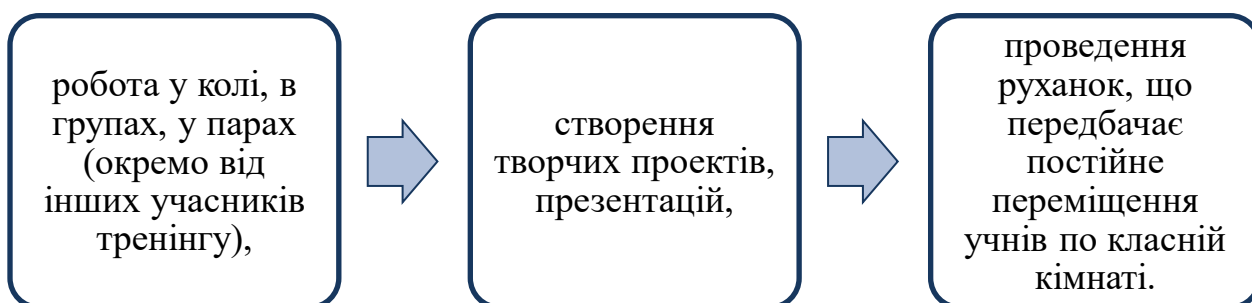 робота у колі, в
групах, у парах
(окремо від
інших учасників
тренінгу),
створення
творчих проектів,
презентацій,
проведення
руханок, що
передбачає
постійне
переміщення
учнів по класній
кімнаті.